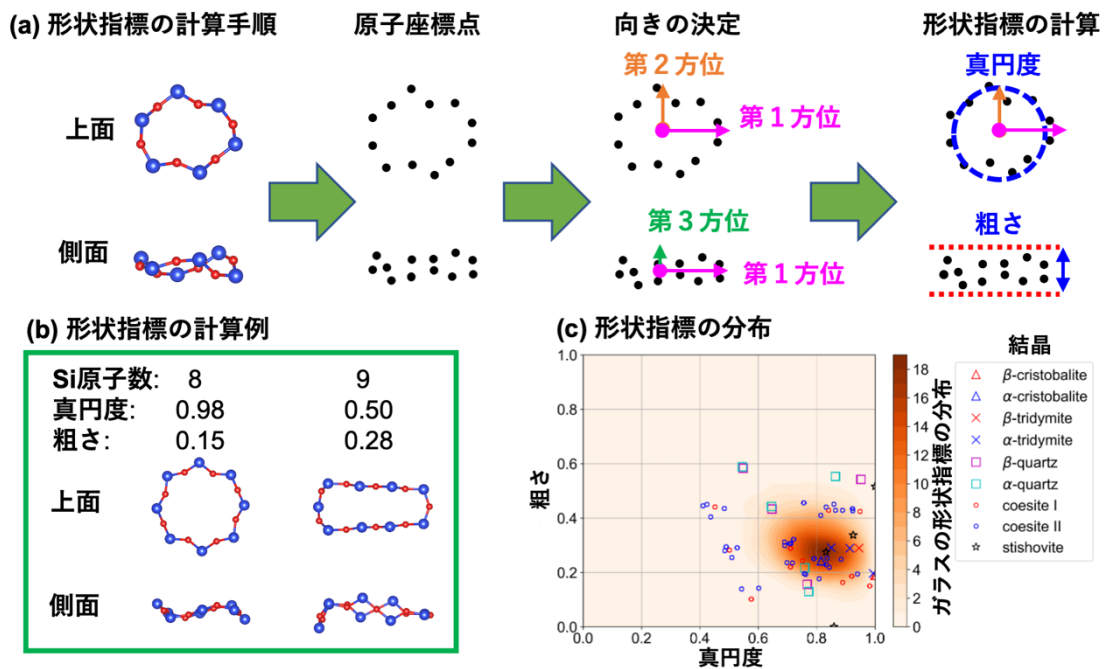 (a) 形状指標の計算手順
原子座標点
向きの決定
形状指標の計算
上面
側面
第２方位
第１方位
第３方位
第１方位
真円度
粗さ
(b) 形状指標の計算例
Si原子数: 8 9
真円度: 0.98 0.50
粗さ: 0.15 0.28
上面
側面
(c) 形状指標の分布
1.0
0.8
0.6
0.4
0.2
0.0
粗さ
0.0 0.2 0.4 0.6 0.8 1.0
真円度
18
16
14
12
10
8
6
4
2
0
ガラスの形状指標の分布
結晶
β-cristobalite
α-cristobalite
β-tridymite
α-tridymite
β-quartz
α-quartz
coesite I
coesite II
stishovite